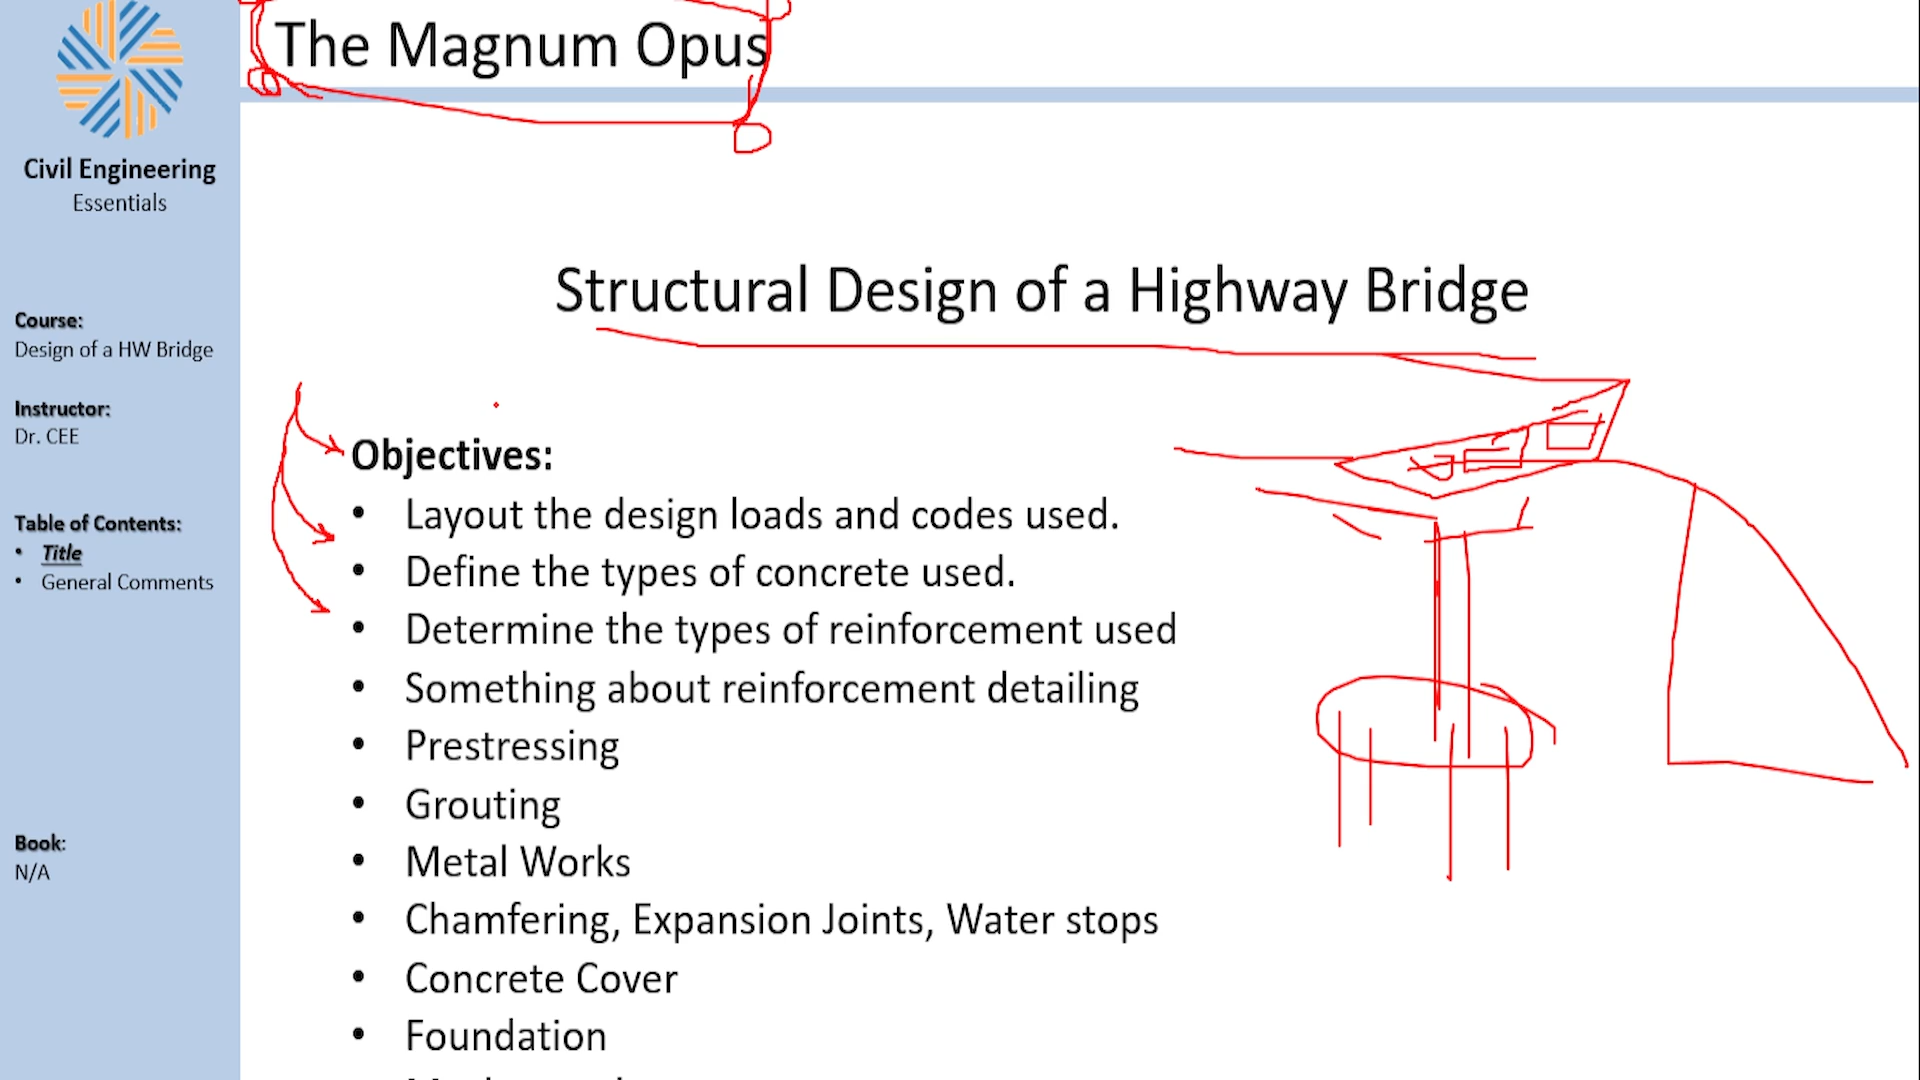 The Magnum Opus
Civil Engineering
Essentials
Course:
Design of a HW Bridge
Instructor:
Dr. CEE
Table of Contents:
• Title
• General Comments
Book:
N/A
Structural Design of a Highway Bridge
Objectives:
• Layout the design loads and codes used.
• Define the types of concrete used.
• Determine the types of reinforcement used
• Something about reinforcement detailing
• Prestressing
• Grouting
• Metal Works
• Chamfering, Expansion Joints, Water stops
• Concrete Cover
• Foundation